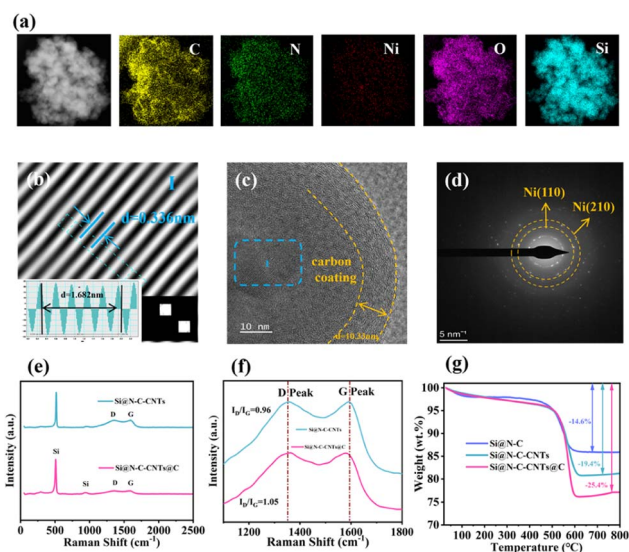 (a)
C
N
Ni
O
Si
(b)
I
d=0.336nm
d=1.682nm
(c)
carbon
coating
10 nm
d=10.33nm
(d)
Ni(110)
Ni(210)
5 nm⁻¹
(e)
Intensity (a.u.)
Si@N-C-CNTs
D
G
Si
Si@N-C-CNTs@C
Si
D
G
0 500 1000 1500 2000 2500
Raman Shift (cm⁻¹)
(f)
Intensity (a.u.)
D Peak
G Peak
I_D/I_G=0.96
Si@N-C-CNTs
Si@N-C-CNTs@C
I_D/I_G=1.05
1200 1400 1600 1800
Raman Shift (cm⁻¹)
(g)
Weight (wt.%)
100
95
90
85
80
75
70
-14.6%
Si@N-C
Si@N-C-CNTs
-19.4%
Si@N-C-CNTs@C
-25.4%
0 100 200 300 400 500 600 700 800
Temperature (°C)